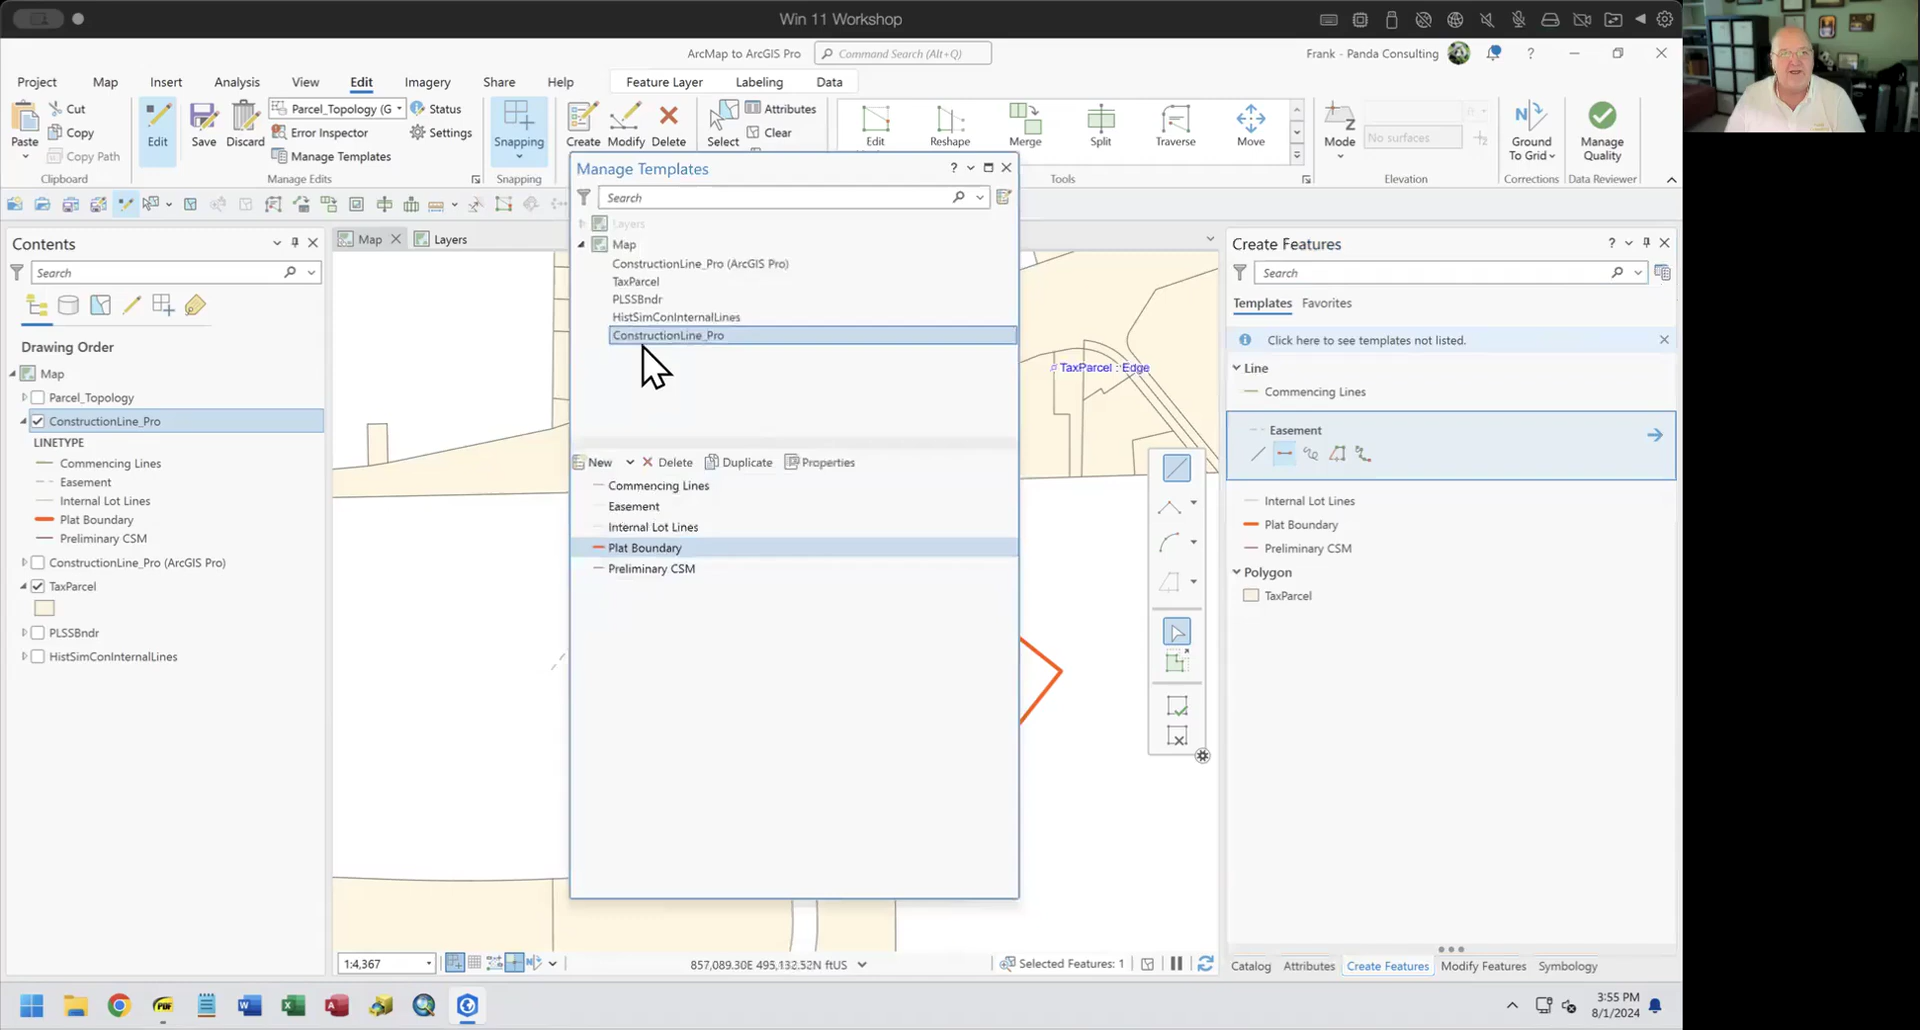 Win 11 Workshop
ArcMap to ArcGIS Pro
Command Search (Alt+Q)
Frank - Panda Consulting
?
Project
Map
Insert
Analysis
View
Edit
Imagery
Share
Help
Feature Layer
Labeling
Data
Paste
Cut
Copy
Copy Path
Clipboard
Edit
Save
Discard
Parcel_Topology (G
Status
Error Inspector
Settings
Manage Templates
Manage Edits
Snapping
Snapping
Create
Modify
Delete
Select
Attributes
Clear
Edit
Reshape
Merge
Split
Traverse
Move
Tools
Mode
No surfaces
Elevation
Ground To Grid
Corrections
Manage Quality
Data Reviewer
Contents
Search
Drawing Order
Map
Parcel_Topology
ConstructionLine_Pro
LINETYPE
Commencing Lines
Easement
Internal Lot Lines
Plat Boundary
Preliminary CSM
ConstructionLine_Pro (ArcGIS Pro)
TaxParcel
PLSSBndr
HistSimConInternalLines
Map
Layers
Manage Templates
?
Search
Layers
Map
ConstructionLine_Pro (ArcGIS Pro)
TaxParcel
PLSSBndr
HistSimConInternalLines
ConstructionLine_Pro
New
Delete
Duplicate
Properties
Commencing Lines
Easement
Internal Lot Lines
Plat Boundary
Preliminary CSM
TaxParcel : Edge
Create Features
?
Search
Templates
Favorites
Click here to see templates not listed.
Line
Commencing Lines
Easement
Internal Lot Lines
Plat Boundary
Preliminary CSM
Polygon
TaxParcel
1:4,367
857,089.30E 495,132.52N ftUS
Selected Features: 1
Catalog
Attributes
Create Features
Modify Features
Symbology
3:55 PM
8/1/2024